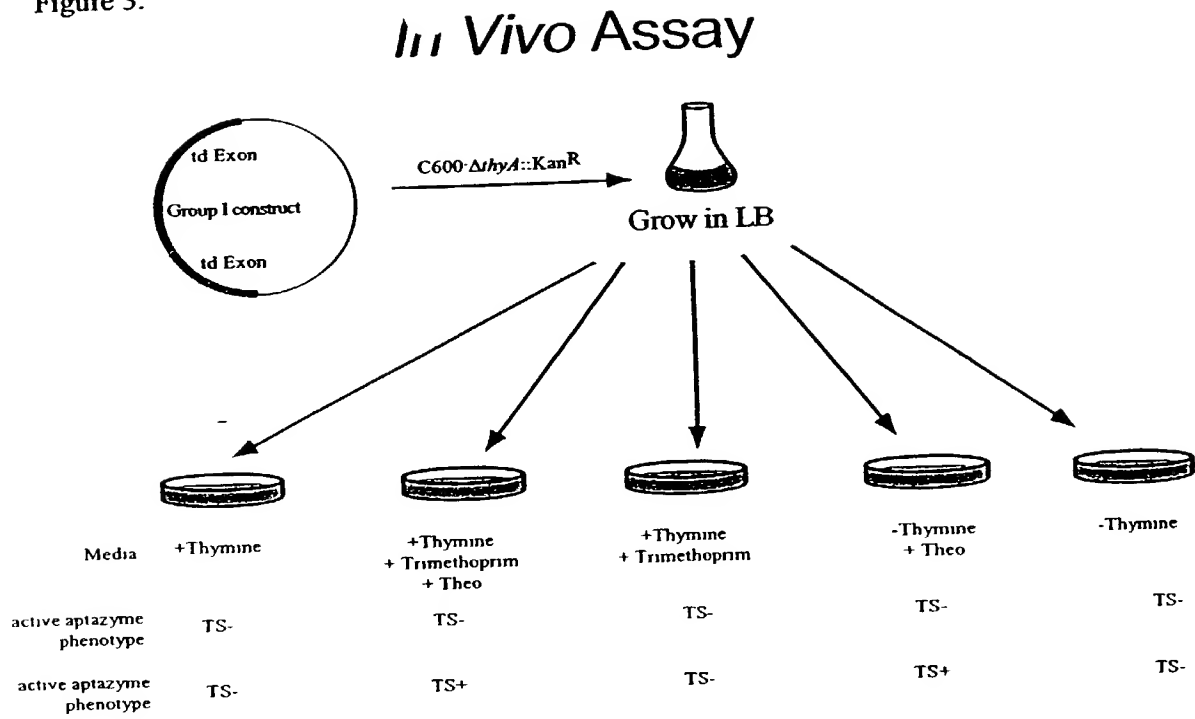 Figure 3.
In Vivo Assay
td Exon
Group I construct
td Exon
C600·ΔthyA::KanR
Grow in LB
Media
+Thymine
+Thymine
+ Trimethoprim
+ Theo
+Thymine
+ Trimethoprim
-Thymine
+ Theo
-Thymine
active aptazyme
phenotype
TS-
TS-
TS-
TS-
TS-
active aptazyme
phenotype
TS-
TS+
TS-
TS+
TS-